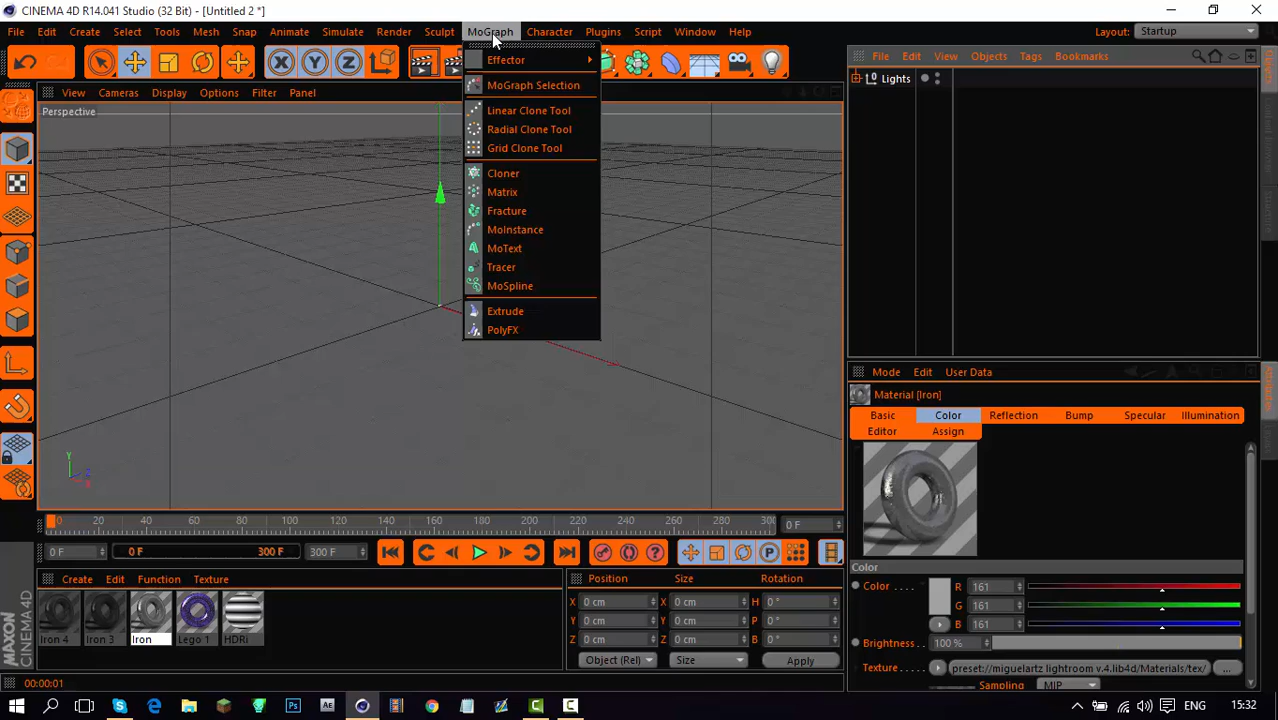 CINEMA 4D R14.041 Studio (32 Bit) - [Untitled 2 *]
File Edit Create Select Tools Mesh Snap Animate Simulate Render Sculpt MoGraph Character Plugins Script Window Help
Layout: Startup
Effector
MoGraph Selection
Linear Clone Tool
Radial Clone Tool
Grid Clone Tool
Cloner
Matrix
Fracture
MoInstance
MoText
Tracer
MoSpline
Extrude
PolyFX
View Cameras Display Options Filter Panel
Perspective
Y
X
File Edit View Objects Tags Bookmarks
Lights
Mode Edit User Data
Material [Iron]
Basic Color Reflection Bump Specular Illumination
Editor Assign
Color
Color R 161
G 161
B 161
Brightness 100 %
Texture preset://miguelartz lightroom v.4.lib4d/Materials/tex/ ...
Sampling MIP
0 20 40 60 80 100 120 140 160 180 200 220 240 260 280 300 0 F
0 F 0 F 300 F 300 F
Create Edit Function Texture
Iron 4 Iron 3 Iron Lego 1 HDRi
Position Size Rotation
X 0 cm X 0 cm H 0 °
Y 0 cm Y 0 cm P 0 °
Z 0 cm Z 0 cm B 0 °
Object (Rel) Size Apply
MAXON CINEMA 4D
00:00:01
ENG 15:32